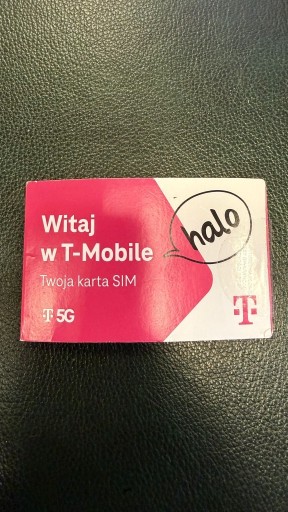 Witaj
w T-Mobile
halo
Twoja karta SIM
T 5G
T